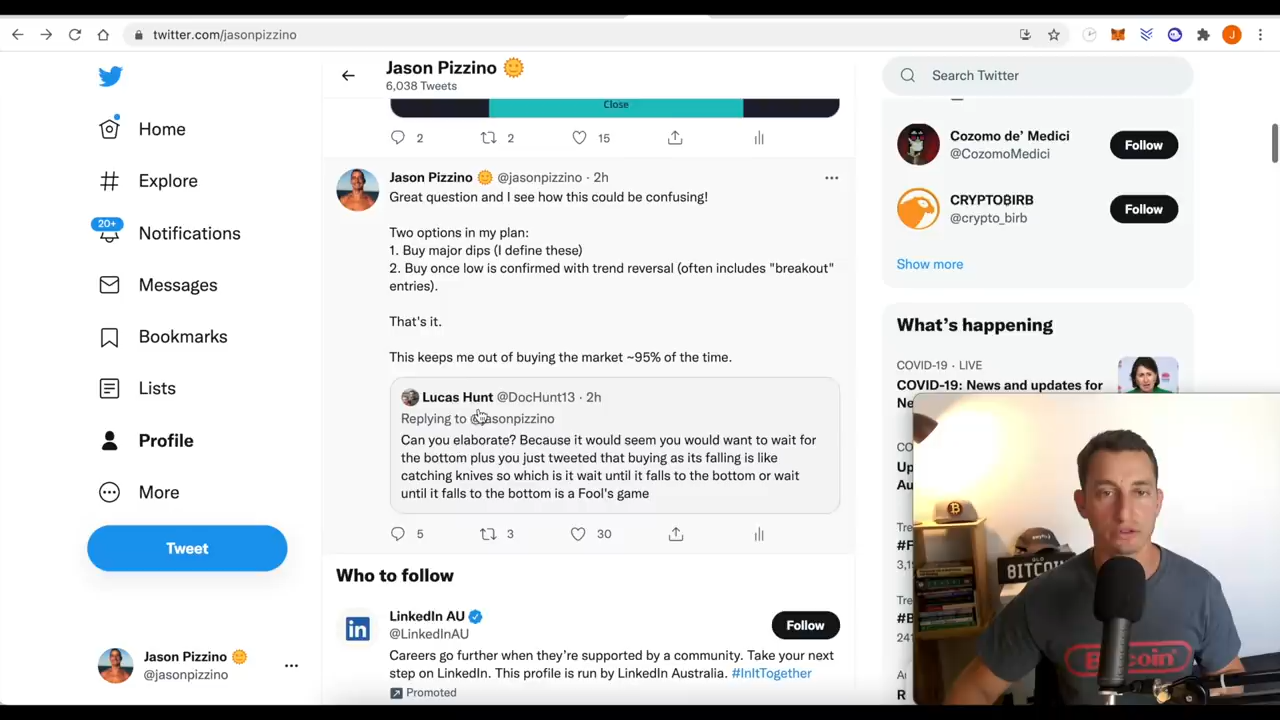 twitter.com/jasonpizzino
J
Jason Pizzino
6,038 Tweets
Search Twitter
Home
Explore
20+
Notifications
Messages
Bookmarks
Lists
Profile
More
Tweet
Jason Pizzino
@jasonpizzino
Close
2
2
15
Jason Pizzino @jasonpizzino · 2h
Great question and I see how this could be confusing!
Two options in my plan:
1. Buy major dips (I define these)
2. Buy once low is confirmed with trend reversal (often includes "breakout"
entries).
That's it.
This keeps me out of buying the market ~95% of the time.
Lucas Hunt @DocHunt13 · 2h
Replying to @jasonpizzino
Can you elaborate? Because it would seem you would want to wait for
the bottom plus you just tweeted that buying as its falling is like
catching knives so which is it wait until it falls to the bottom or wait
until it falls to the bottom is a Fool's game
5
3
30
Who to follow
LinkedIn AU
@LinkedInAU
Follow
Careers go further when they're supported by a community. Take your next
step on LinkedIn. This profile is run by LinkedIn Australia. #InItTogether
Promoted
Cozomo de' Medici
@CozomoMedici
Follow
CRYPTO₿IRB
@crypto_birb
Follow
Show more
What's happening
COVID-19 · LIVE
COVID-19: News and updates for
Ne
Up
Au
Tre
#F
Tre
#B
R
BITCOIN
Bitcoin